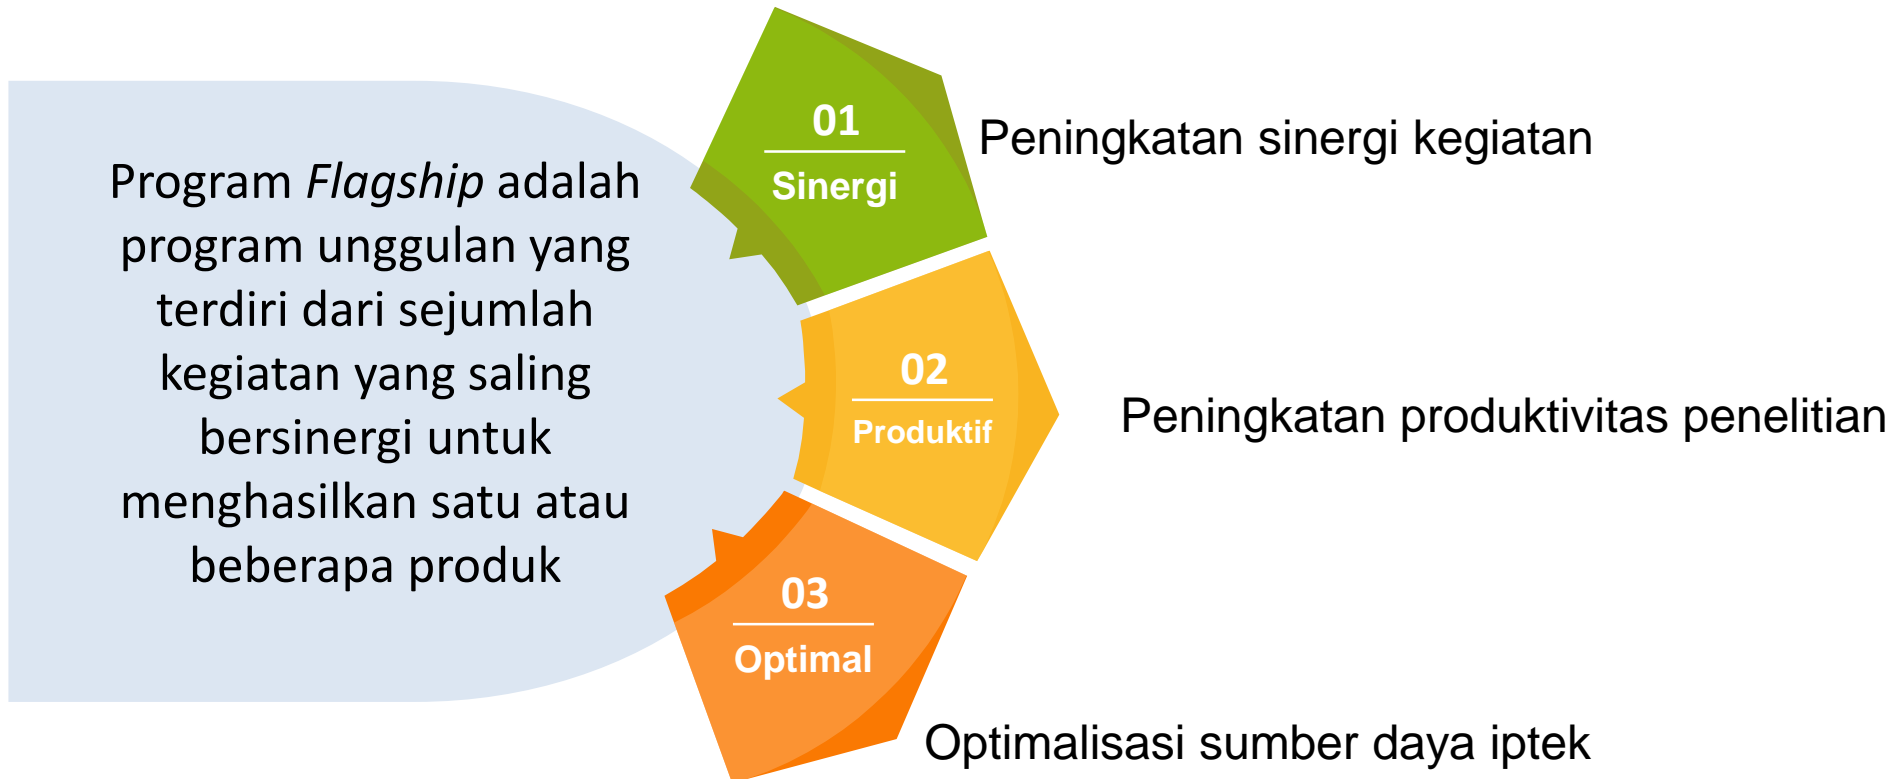 Program Flagship adalah
program unggulan yang
terdiri dari sejumlah
kegiatan yang saling
bersinergi untuk
menghasilkan satu atau
beberapa produk
01
Sinergi
Peningkatan sinergi kegiatan
02
Produktif
Peningkatan produktivitas penelitian
03
Optimal
Optimalisasi sumber daya iptek